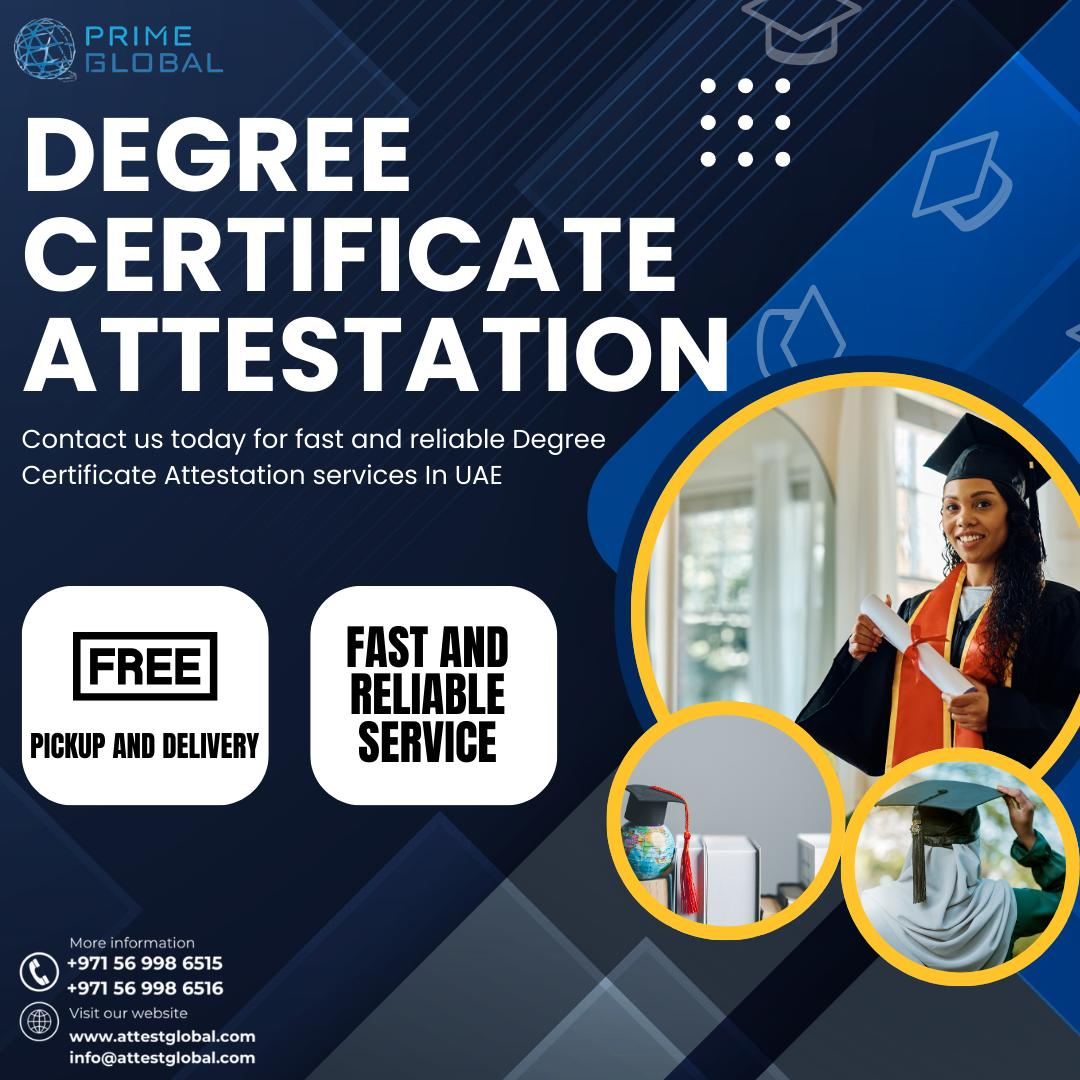 PRIME
GLOBAL
DEGREE
CERTIFICATE
ATTESTATION
Contact us today for fast and reliable Degree
Certificate Attestation services In UAE
FREE
PICKUP AND DELIVERY
FAST AND
RELIABLE
SERVICE
More information
+971 56 998 6515
+971 56 998 6516
Visit our website
www.attestglobal.com
info@attestglobal.com